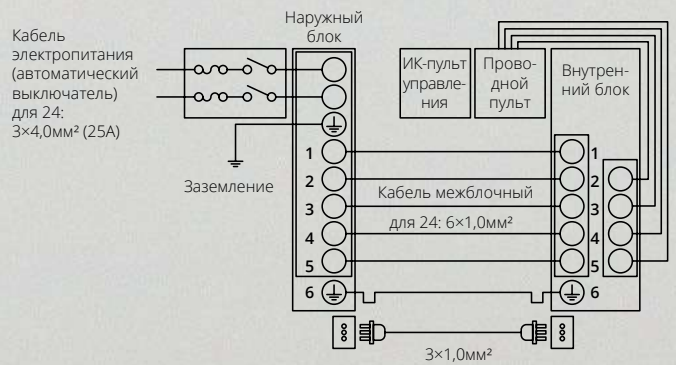 Кабель
электропитания
(автоматический
выключатель)
для 24:
3×4,0мм² (25А)
Наружный
блок
ИК-пульт
управле-
ния
Прово-
дной
пульт
Внутрен-
ний блок
Заземление
1
2
3
4
5
6
Кабель межблочный
для 24: 6×1,0мм²
1
2
3
4
5
6
3×1,0мм²